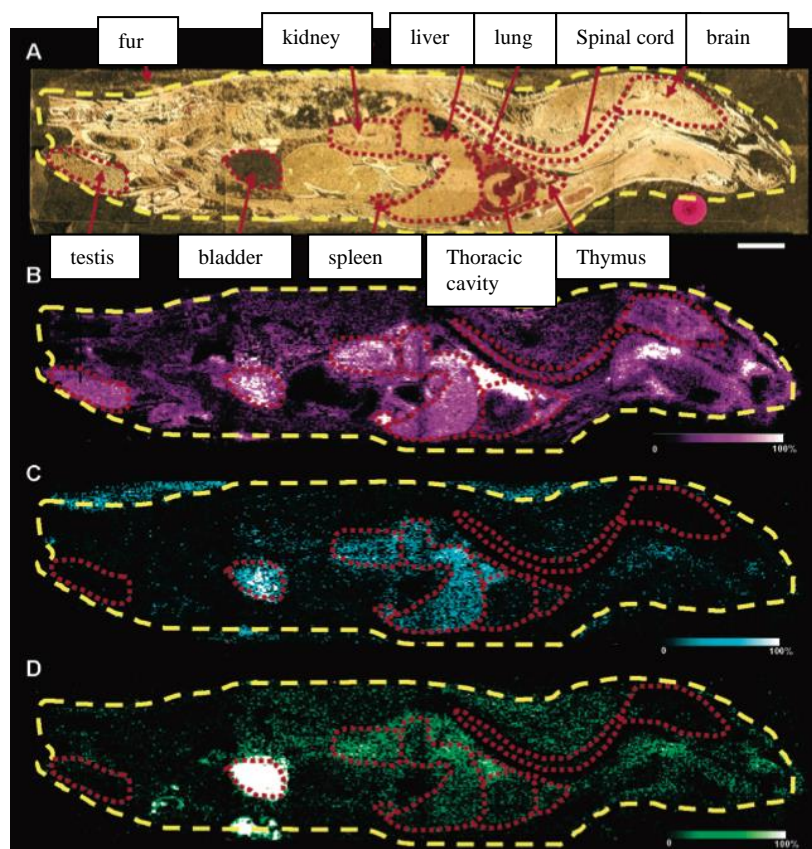 fur
kidney
liver
lung
Spinal cord
brain
A
testis
bladder
spleen
Thoracic
cavity
Thymus
B
0
100%
C
0
100%
D
0
100%